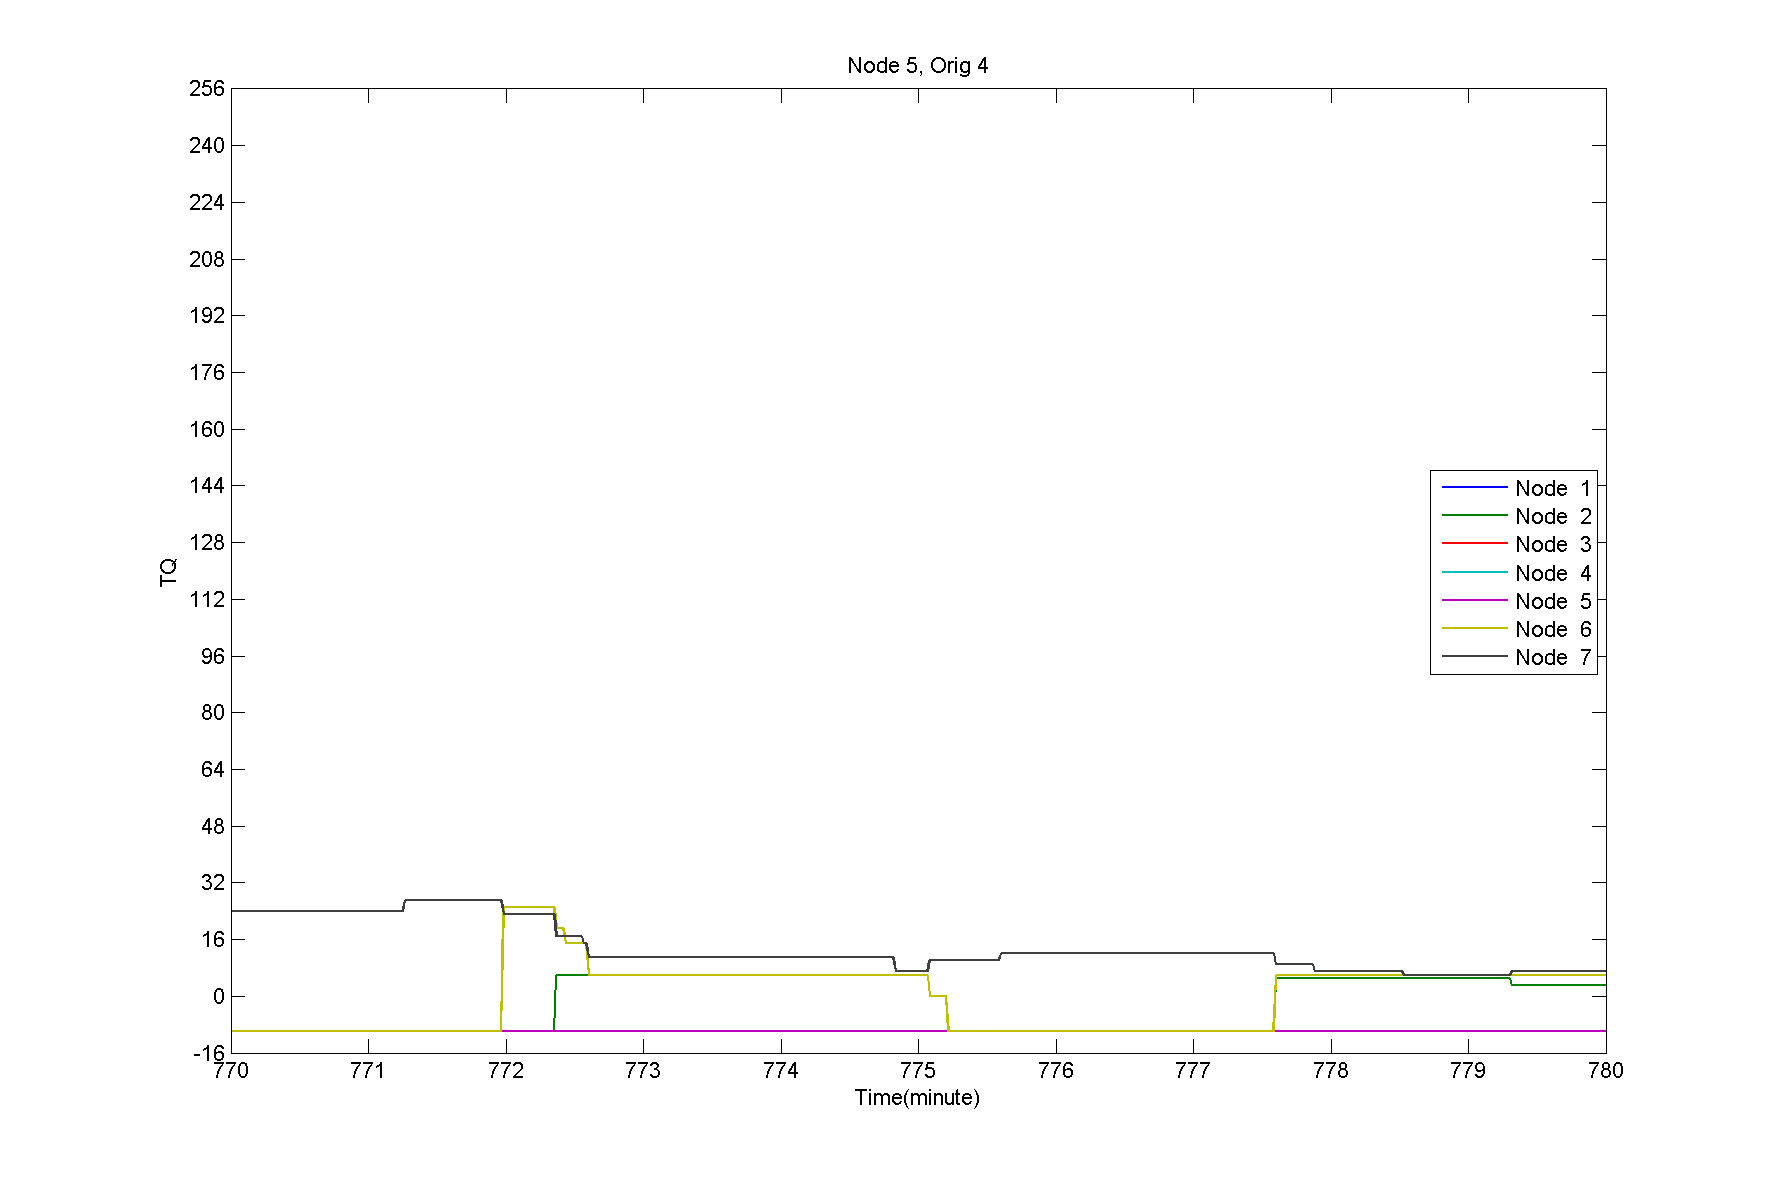 Node 5, Orig 4
256
240
224
208
192
176
160
144
128
112
96
80
64
48
32
16
0
-16
TQ
Node 1
Node 2
Node 3
Node 4
Node 5
Node 6
Node 7
770 771 772 773 774 775 776 777 778 779 780
Time(minute)